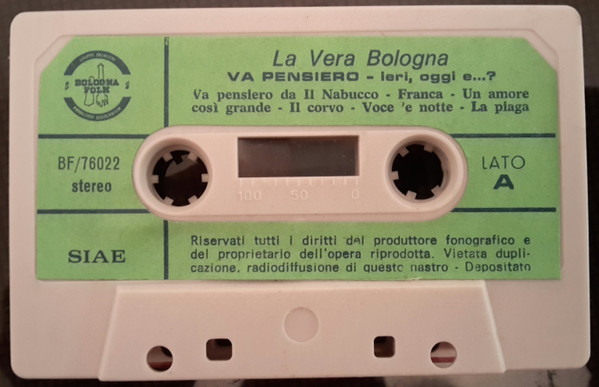 BOLOGNA
FOLK
La Vera Bologna
VA PENSIERO - Ieri, oggi e...?
Va pensiero da Il Nabucco - Franca - Un amore
così grande - Il corvo - Voce 'e notte - La piaga
BF/76022
stereo
100 50 0
LATO
A
SIAE
Riservati tutti i diritti del produttore fonografico e
del proprietario dell'opera riprodotta. Vietata dupli-
cazione, radiodiffusione di questo nastro - Depositato